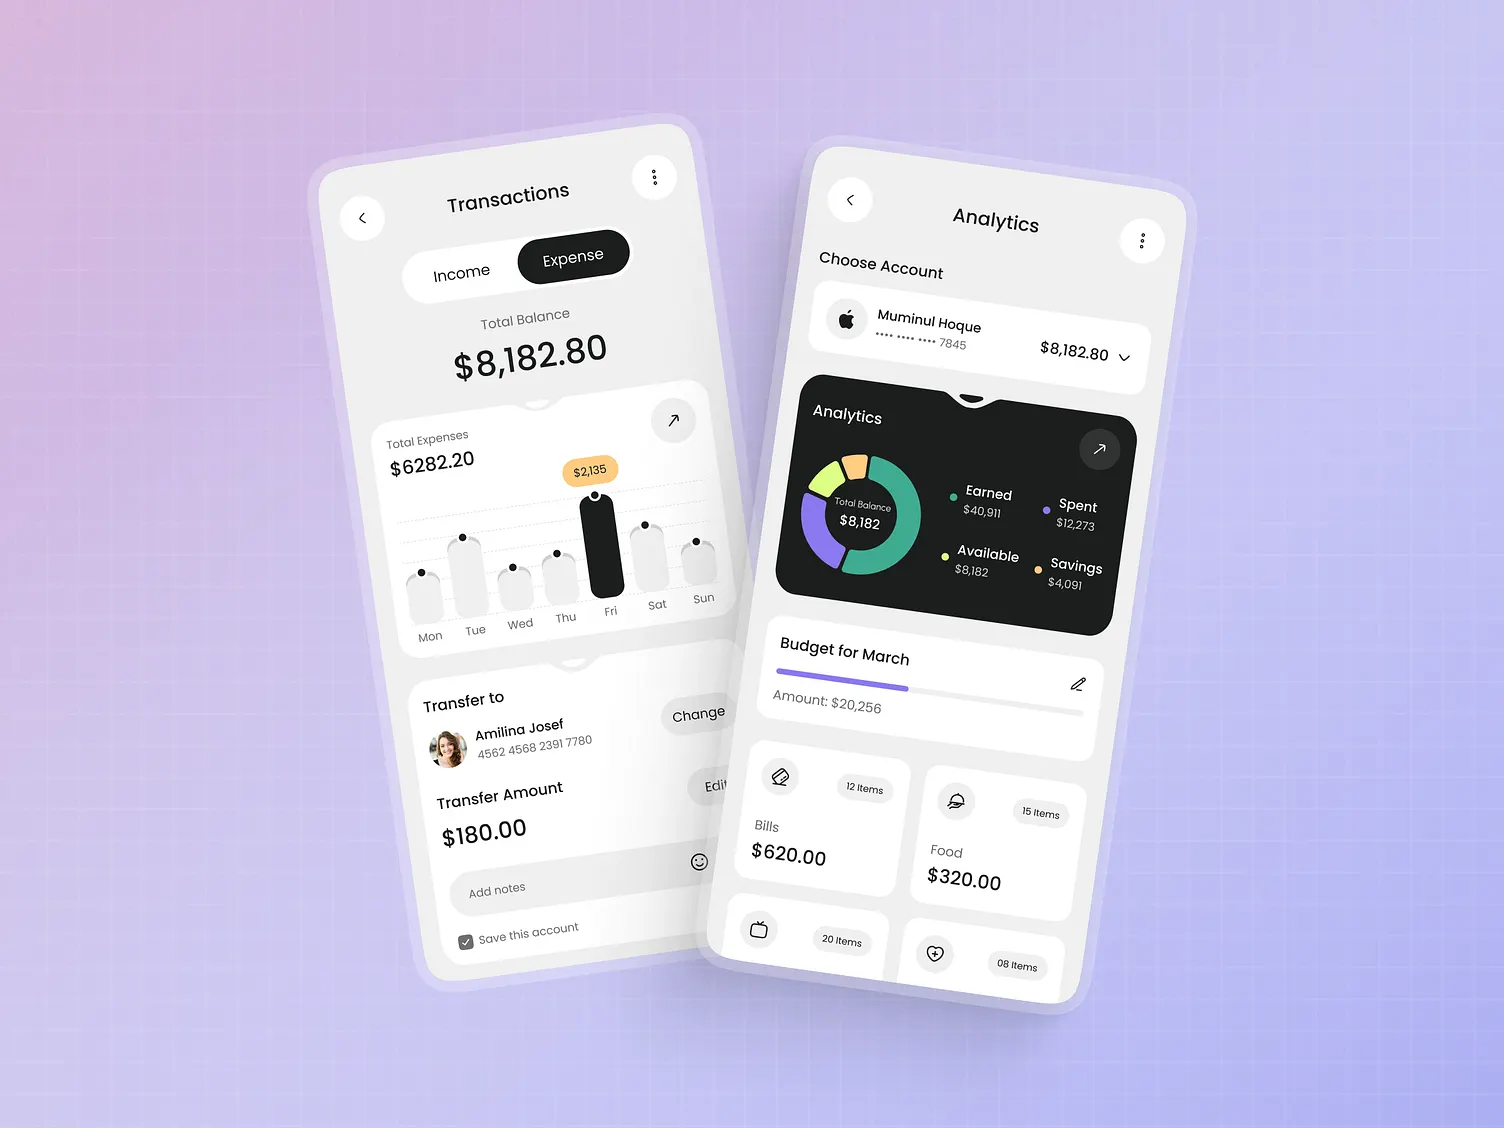 Transactions
Income
Expense
Total Balance
$8,182.80
Total Expenses
$6282.20
$2,135
Mon
Tue
Wed
Thu
Fri
Sat
Sun
Transfer to
Amilina Josef
4562 4568 2391 7780
Change
Transfer Amount
$180.00
Edit
Add notes
Save this account
Analytics
Choose Account
Muminul Hoque
•••• •••• •••• 7845
$8,182.80
Analytics
Total Balance
$8,182
Earned
$40,911
Spent
$12,273
Available
$8,182
Savings
$4,091
Budget for March
Amount: $20,256
12 Items
Bills
$620.00
15 Items
Food
$320.00
20 Items
08 Items